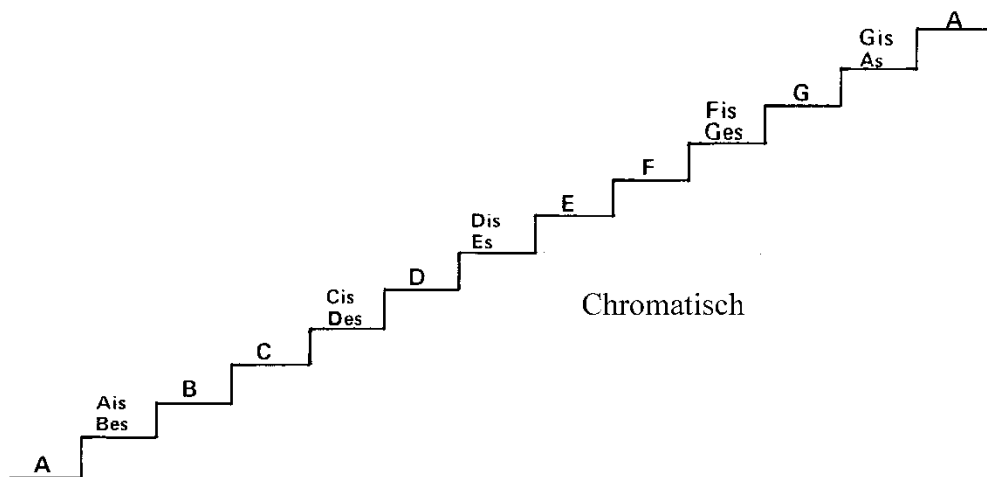 A
Gis
As
G
Fis
Ges
F
E
Dis
Es
D
Chromatisch
Cis
Des
C
B
Ais
Bes
A